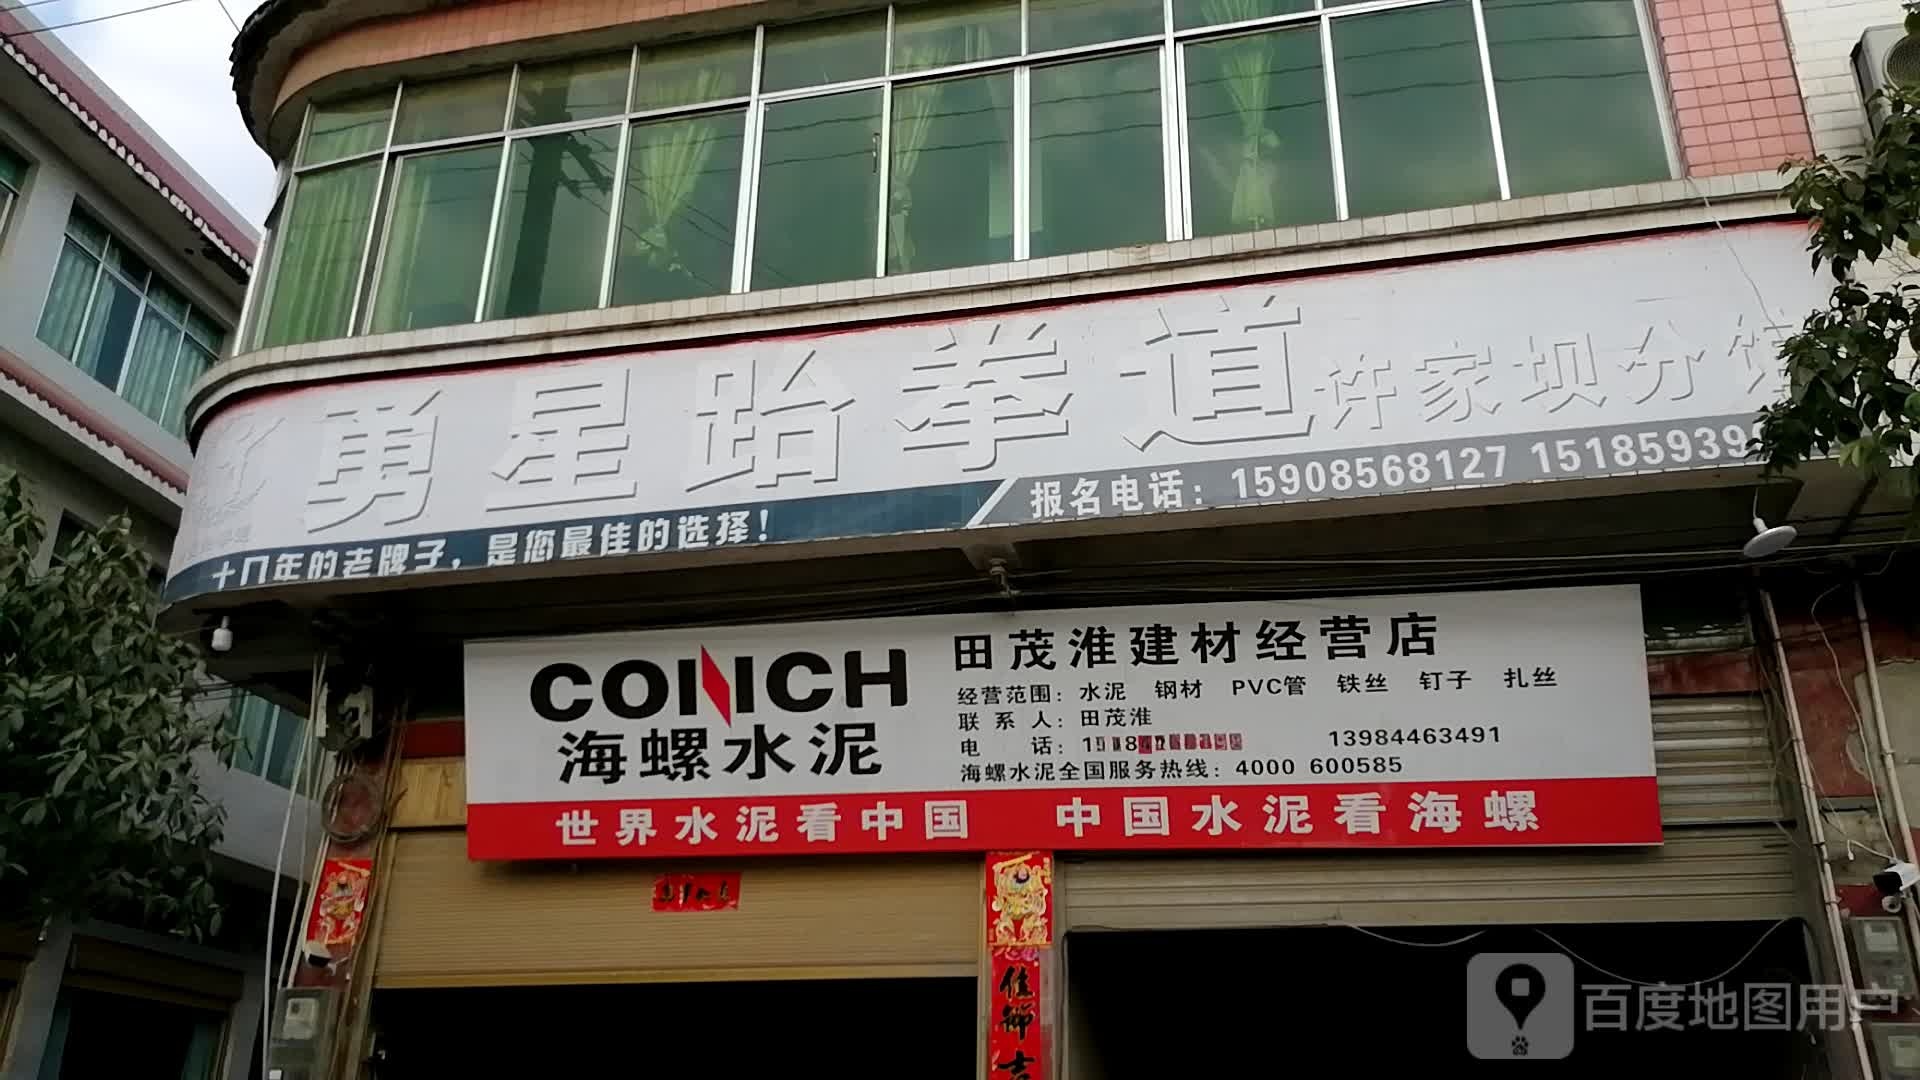 勇星跆拳道许家坝分馆
十几年的老牌子，是您最佳的选择！
报名电话：15908568127 151859394
CONCH
海螺水泥
田茂淮建材经营店
经营范围：水泥 钢材 PVC管 铁丝 钉子 扎丝
联系人：田茂淮
电话： 13984463491
海螺水泥全国服务热线：4000 600585
世界水泥看中国 中国水泥看海螺
佳节吉
百度地图用户